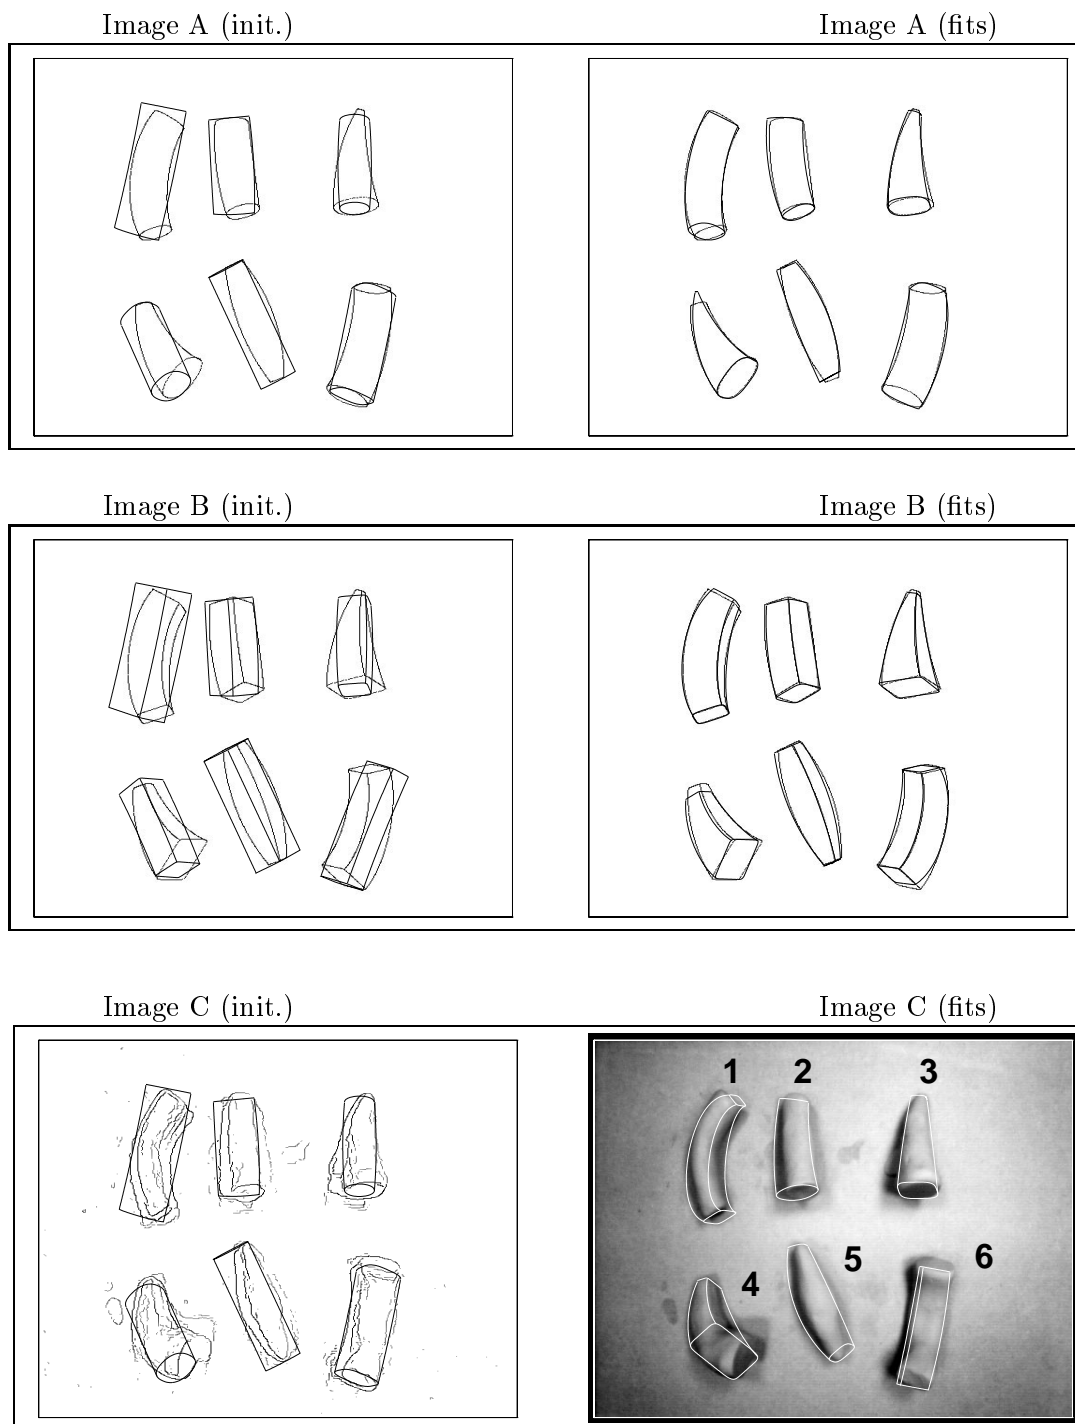 Image A (init.) Image A (fits)
Image B (init.) Image B (fits)
Image C (init.) Image C (fits)
1 2 3
4 5 6